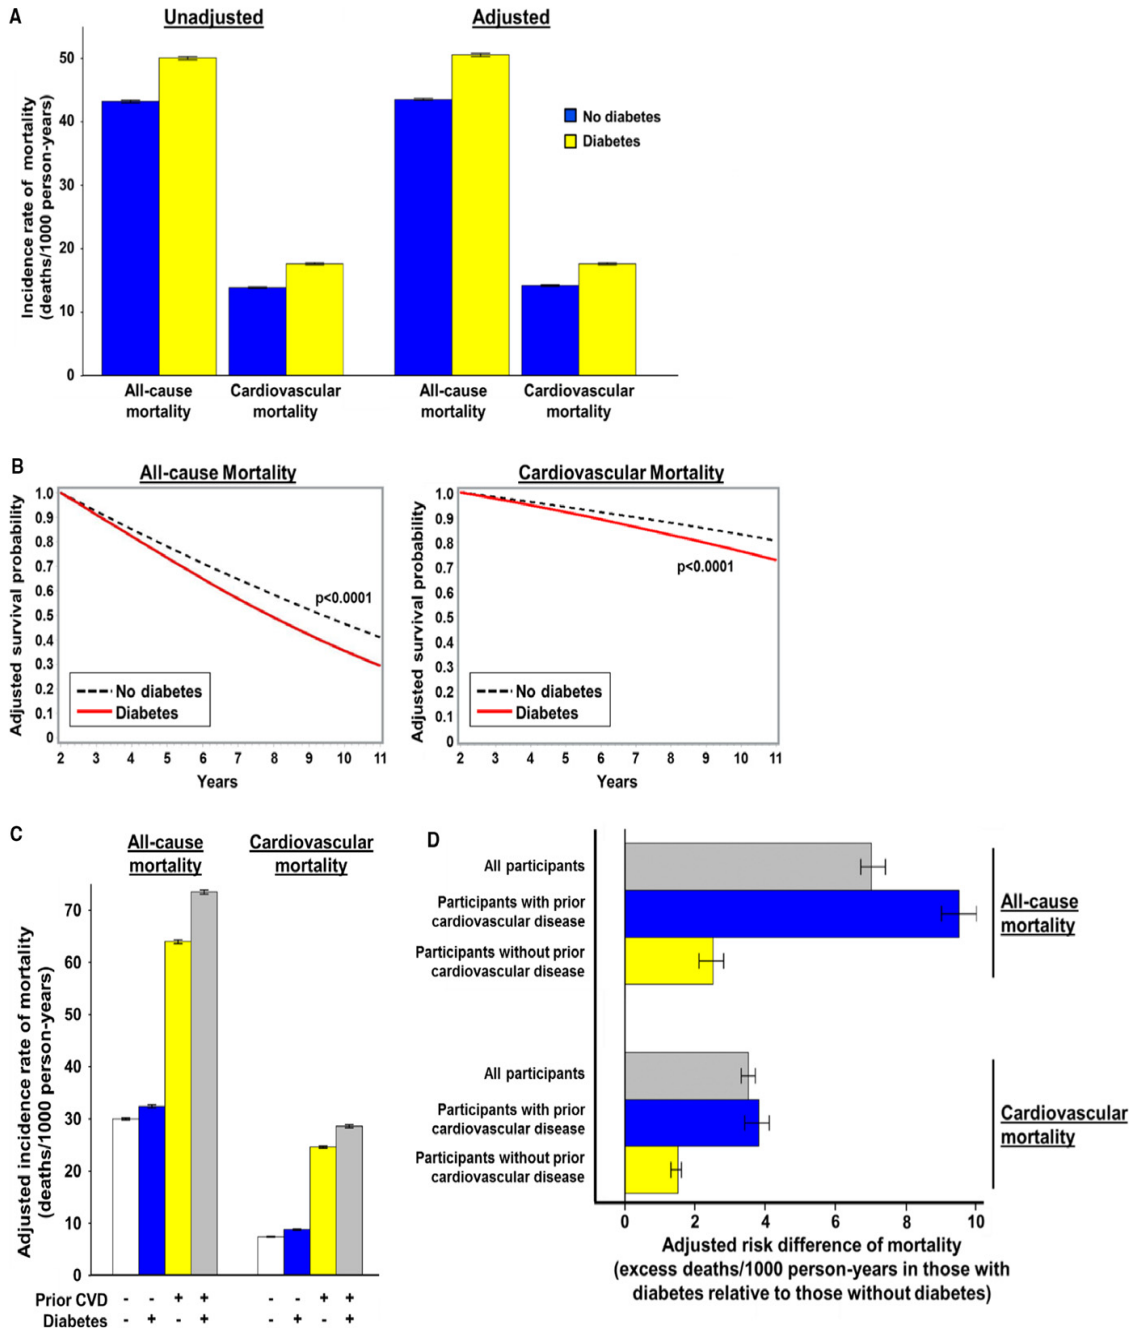 A
Unadjusted
Adjusted
Incidence rate of mortality
(deaths/1000 person-years)
50
40
30
20
10
0
No diabetes
Diabetes
All-cause
mortality
Cardiovascular
mortality
All-cause
mortality
Cardiovascular
mortality
B
All-cause Mortality
Adjusted survival probability
1.0
0.9
0.8
0.7
0.6
0.5
0.4
0.3
0.2
0.1
0
p<0.0001
No diabetes
Diabetes
2 3 4 5 6 7 8 9 10 11
Years
Cardiovascular Mortality
Adjusted survival probability
1.0
0.9
0.8
0.7
0.6
0.5
0.4
0.3
0.2
0.1
0
p<0.0001
No diabetes
Diabetes
2 3 4 5 6 7 8 9 10 11
Years
C
All-cause
mortality
Cardiovascular
mortality
Adjusted incidence rate of mortality
(deaths/1000 person-years)
70
60
50
40
30
20
10
0
Prior CVD - - + + - - + +
Diabetes - + - + - + - +
D
All participants
Participants with prior
cardiovascular disease
Participants without prior
cardiovascular disease
All-cause
mortality
All participants
Participants with prior
cardiovascular disease
Participants without prior
cardiovascular disease
Cardiovascular
mortality
0 2 4 6 8 10
Adjusted risk difference of mortality
(excess deaths/1000 person-years in those with
diabetes relative to those without diabetes)